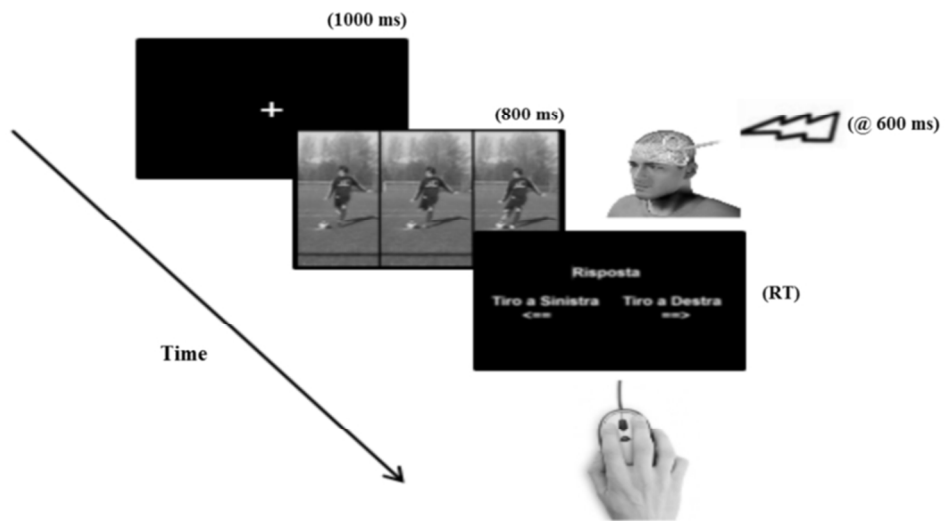 (1000 ms)
+
(800 ms)
(@ 600 ms)
Risposta
Tiro a Sinistra Tiro a Destra
<== ==>
(RT)
Time